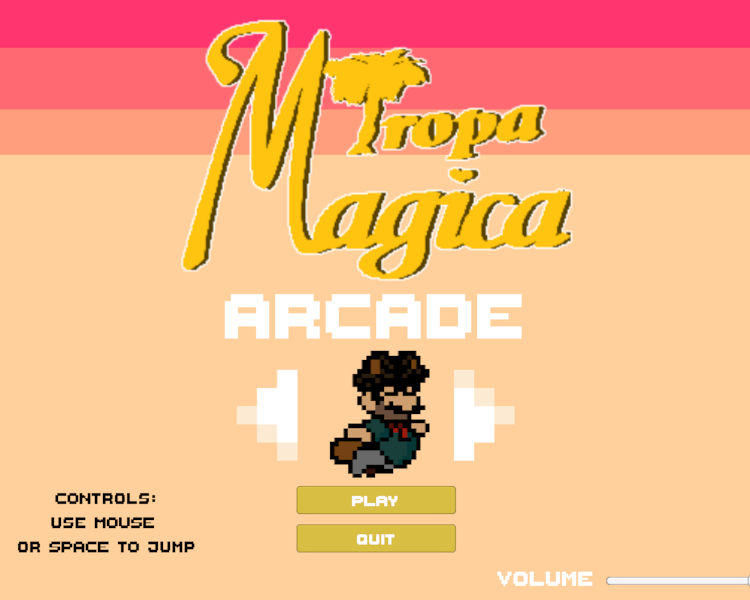 Tropa
Magica
ARCADE
CONTROLS:
USE MOUSE
OR SPACE TO JUMP
PLAY
QUIT
VOLUME